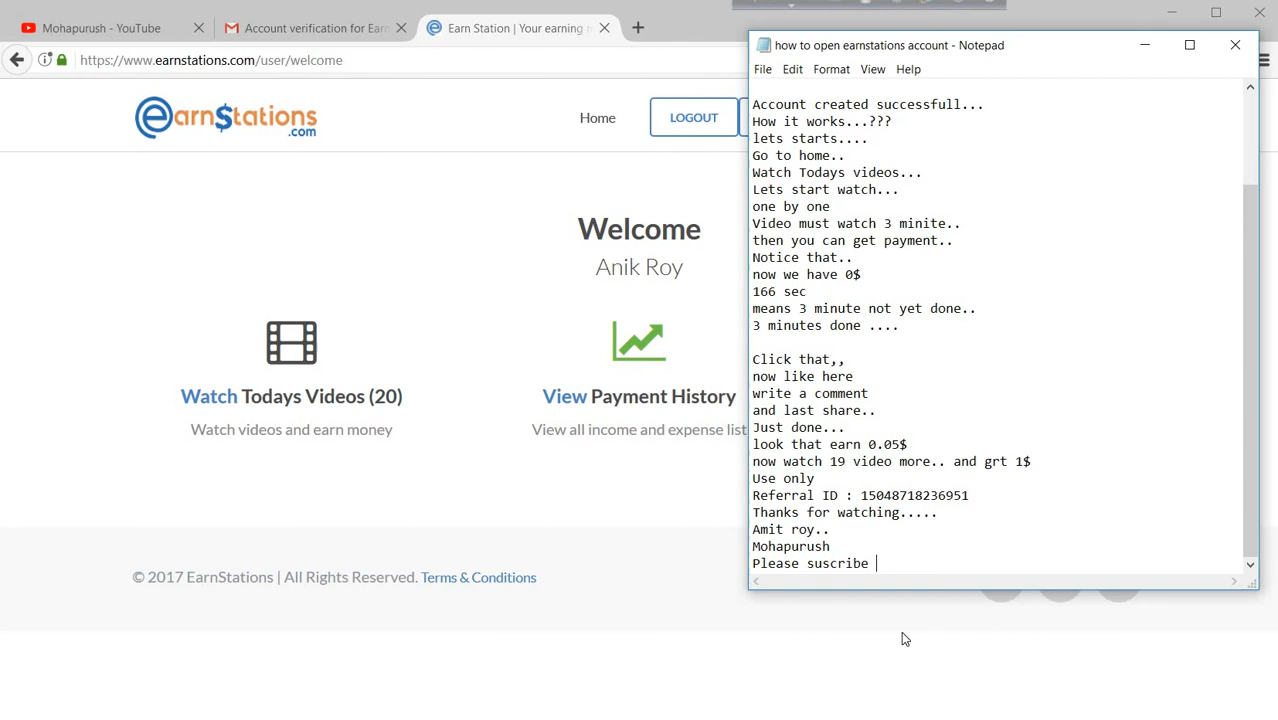 Mohapurush - YouTube
Account verification for Earn
Earn Station | Your earning
https://www.earnstations.com/user/welcome
earn$tations
.com
Home
LOGOUT
Welcome
Anik Roy
Watch Todays Videos (20)
Watch videos and earn money
View Payment History
View all income and expense list
© 2017 EarnStations | All Rights Reserved. Terms & Conditions
how to open earnstations account - Notepad
File Edit Format View Help
Account created successfull...
How it works...???
lets starts....
Go to home..
Watch Todays videos...
Lets start watch...
one by one
Video must watch 3 minite..
then you can get payment..
Notice that..
now we have 0$
166 sec
means 3 minute not yet done..
3 minutes done ....
Click that,,
now like here
write a comment
and last share..
Just done...
look that earn 0.05$
now watch 19 video more.. and grt 1$
Use only
Referral ID : 15048718236951
Thanks for watching.....
Amit roy..
Mohapurush
Please suscribe